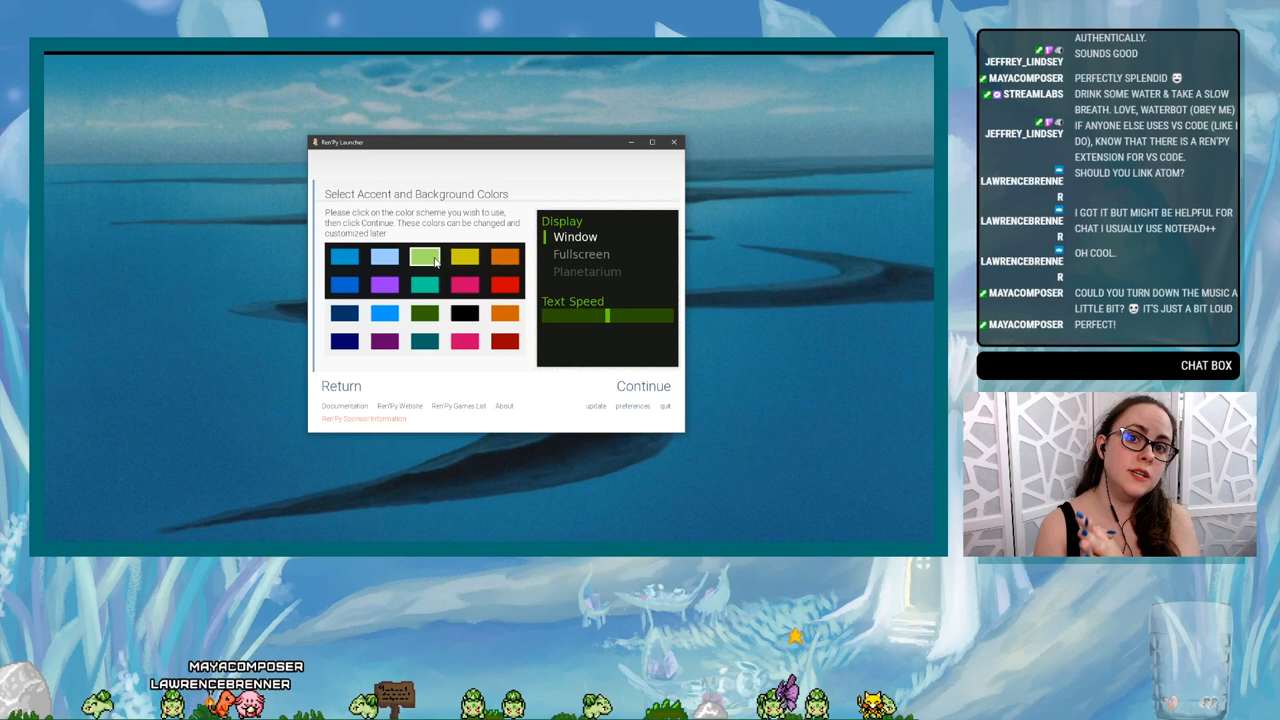 Ren'Py Launcher
Select Accent and Background Colors
Please click on the color scheme you wish to use,
then click Continue. These colors can be changed and
customized later
Display
Window
Fullscreen
Planetarium
Text Speed
Return
Continue
Documentation Ren'Py Website Ren'Py Games List About
update preferences quit
Ren'Py Sponsor Information
AUTHENTICALLY.
JEFFREY_LINDSEY SOUNDS GOOD
MAYACOMPOSER PERFECTLY SPLENDID
STREAMLABS DRINK SOME WATER & TAKE A SLOW
BREATH. LOVE, WATERBOT (OBEY ME)
JEFFREY_LINDSEY IF ANYONE ELSE USES VS CODE (LIKE I
DO), KNOW THAT THERE IS A REN'PY
EXTENSION FOR VS CODE.
LAWRENCEBRENNE
R
SHOULD YOU LINK ATOM?
LAWRENCEBRENNE
R
I GOT IT BUT MIGHT BE HELPFUL FOR
CHAT I USUALLY USE NOTEPAD++
LAWRENCEBRENNE
R
OH COOL.
MAYACOMPOSER COULD YOU TURN DOWN THE MUSIC A
LITTLE BIT? IT'S JUST A BIT LOUD
MAYACOMPOSER PERFECT!
CHAT BOX
MAYACOMPOSER
LAWRENCEBRENNER